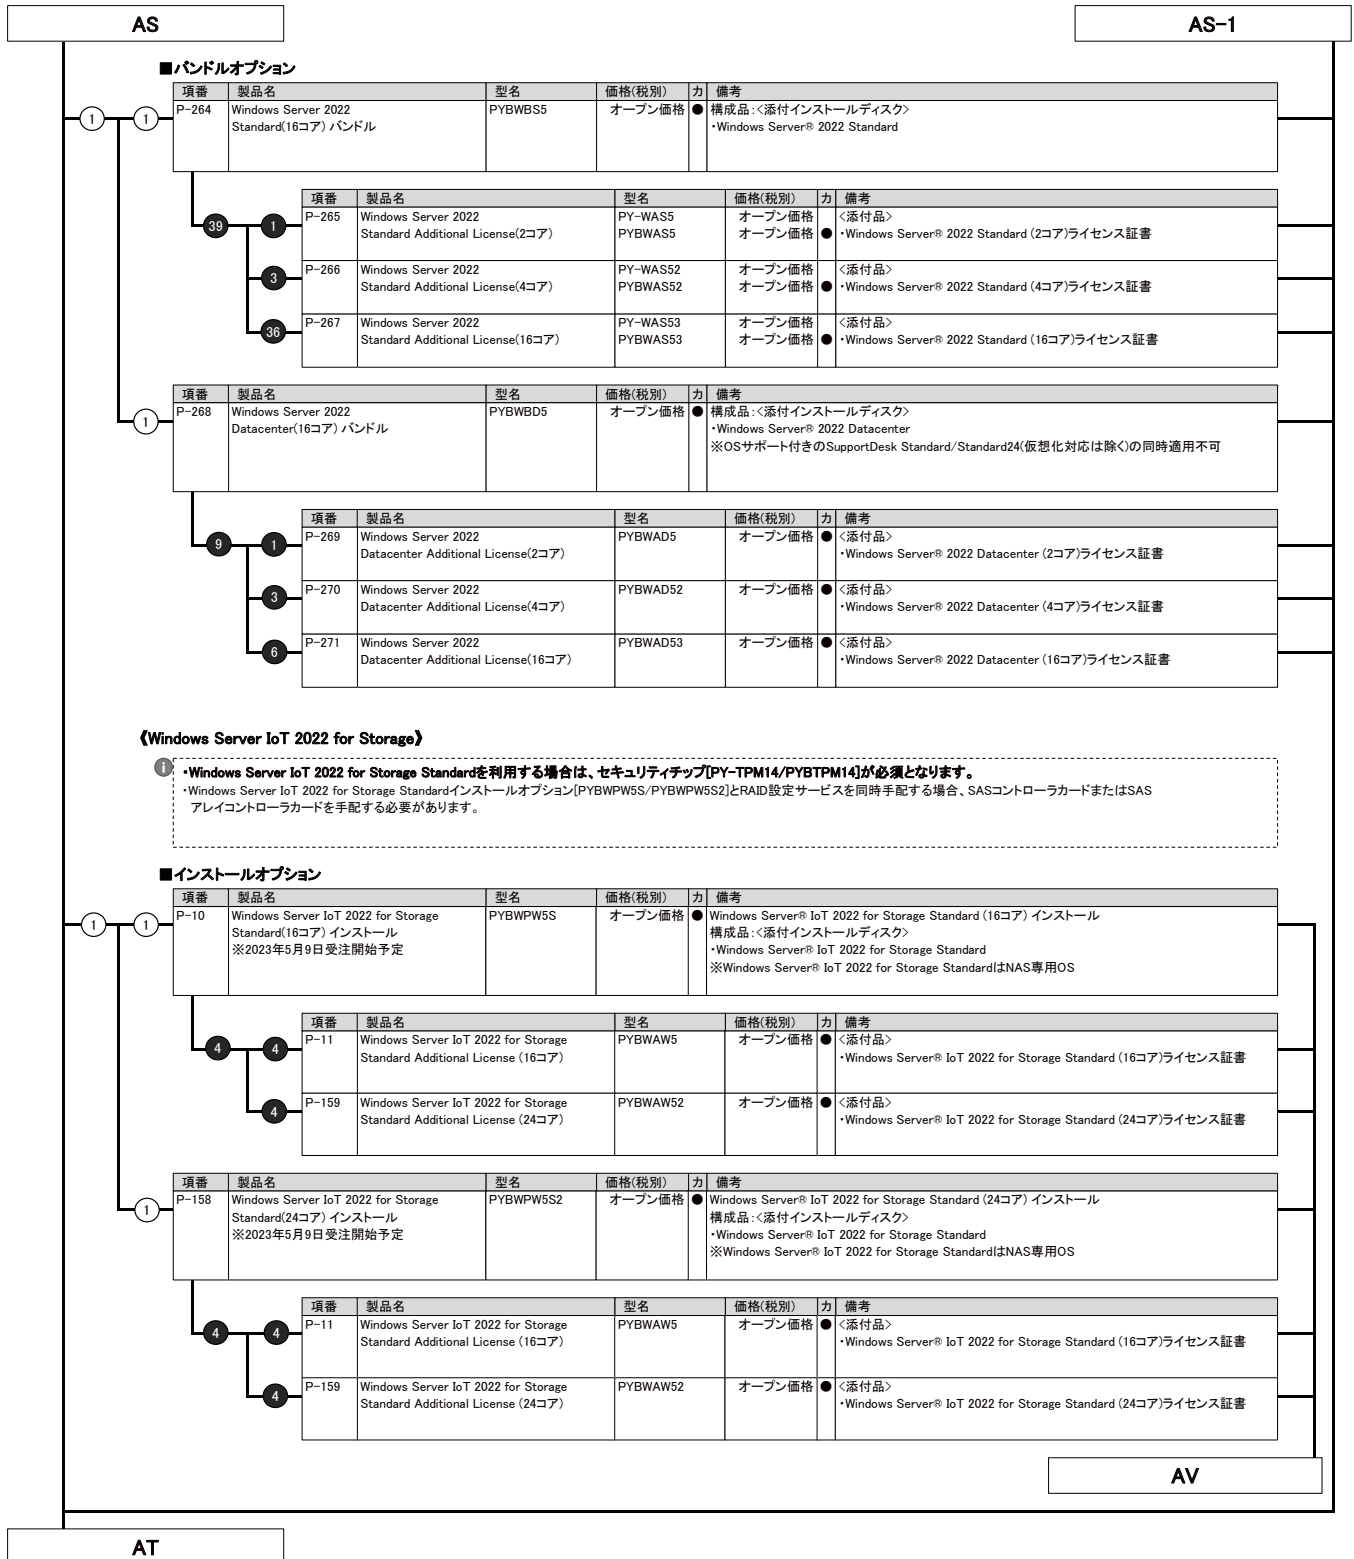 AS
AS-1
■バンドルオプション
項番 製品名 型名 価格(税別) カ 備考
1 1 P-264 Windows Server 2022 PYBWBS5 オープン価格 ● 構成品:<添付インストールディスク>
Standard(16コア) バンドル ・Windows Server® 2022 Standard
項番 製品名 型名 価格(税別) カ 備考
39 1 P-265 Windows Server 2022 PY-WAS5 オープン価格 <添付品>
Standard Additional License(2コア) PYBWAS5 オープン価格 ● ・Windows Server® 2022 Standard (2コア)ライセンス証書
3 P-266 Windows Server 2022 PY-WAS52 オープン価格 <添付品>
Standard Additional License(4コア) PYBWAS52 オープン価格 ● ・Windows Server® 2022 Standard (4コア)ライセンス証書
36 P-267 Windows Server 2022 PY-WAS53 オープン価格 <添付品>
Standard Additional License(16コア) PYBWAS53 オープン価格 ● ・Windows Server® 2022 Standard (16コア)ライセンス証書
項番 製品名 型名 価格(税別) カ 備考
1 P-268 Windows Server 2022 PYBWBD5 オープン価格 ● 構成品:<添付インストールディスク>
Datacenter(16コア) バンドル ・Windows Server® 2022 Datacenter
※OSサポート付きのSupportDesk Standard/Standard24(仮想化対応は除く)の同時適用不可
項番 製品名 型名 価格(税別) カ 備考
9 1 P-269 Windows Server 2022 PYBWAD5 オープン価格 ● <添付品>
Datacenter Additional License(2コア) ・Windows Server® 2022 Datacenter (2コア)ライセンス証書
3 P-270 Windows Server 2022 PYBWAD52 オープン価格 ● <添付品>
Datacenter Additional License(4コア) ・Windows Server® 2022 Datacenter (4コア)ライセンス証書
6 P-271 Windows Server 2022 PYBWAD53 オープン価格 ● <添付品>
Datacenter Additional License(16コア) ・Windows Server® 2022 Datacenter (16コア)ライセンス証書
《Windows Server IoT 2022 for Storage》
i ・Windows Server IoT 2022 for Storage Standardを利用する場合は、セキュリティチップ[PY-TPM14/PYBTPM14]が必須となります。
・Windows Server IoT 2022 for Storage Standardインストールオプション[PYBWPW5S/PYBWPW5S2]とRAID設定サービスを同時手配する場合、SASコントローラカードまたはSAS
アレイコントローラカードを手配する必要があります。
■インストールオプション
項番 製品名 型名 価格(税別) カ 備考
1 1 P-10 Windows Server IoT 2022 for Storage PYBWPW5S オープン価格 ● Windows Server® IoT 2022 for Storage Standard (16コア) インストール
Standard(16コア) インストール 構成品:<添付インストールディスク>
※2023年5月9日受注開始予定 ・Windows Server® IoT 2022 for Storage Standard
※Windows Server® IoT 2022 for Storage StandardはNAS専用OS
項番 製品名 型名 価格(税別) カ 備考
4 4 P-11 Windows Server IoT 2022 for Storage PYBWAW5 オープン価格 ● <添付品>
Standard Additional License (16コア) ・Windows Server® IoT 2022 for Storage Standard (16コア)ライセンス証書
4 P-159 Windows Server IoT 2022 for Storage PYBWAW52 オープン価格 ● <添付品>
Standard Additional License (24コア) ・Windows Server® IoT 2022 for Storage Standard (24コア)ライセンス証書
項番 製品名 型名 価格(税別) カ 備考
1 P-158 Windows Server IoT 2022 for Storage PYBWPW5S2 オープン価格 ● Windows Server® IoT 2022 for Storage Standard (24コア) インストール
Standard(24コア) インストール 構成品:<添付インストールディスク>
※2023年5月9日受注開始予定 ・Windows Server® IoT 2022 for Storage Standard
※Windows Server® IoT 2022 for Storage StandardはNAS専用OS
項番 製品名 型名 価格(税別) カ 備考
4 4 P-11 Windows Server IoT 2022 for Storage PYBWAW5 オープン価格 ● <添付品>
Standard Additional License (16コア) ・Windows Server® IoT 2022 for Storage Standard (16コア)ライセンス証書
4 P-159 Windows Server IoT 2022 for Storage PYBWAW52 オープン価格 ● <添付品>
Standard Additional License (24コア) ・Windows Server® IoT 2022 for Storage Standard (24コア)ライセンス証書
AV
AT